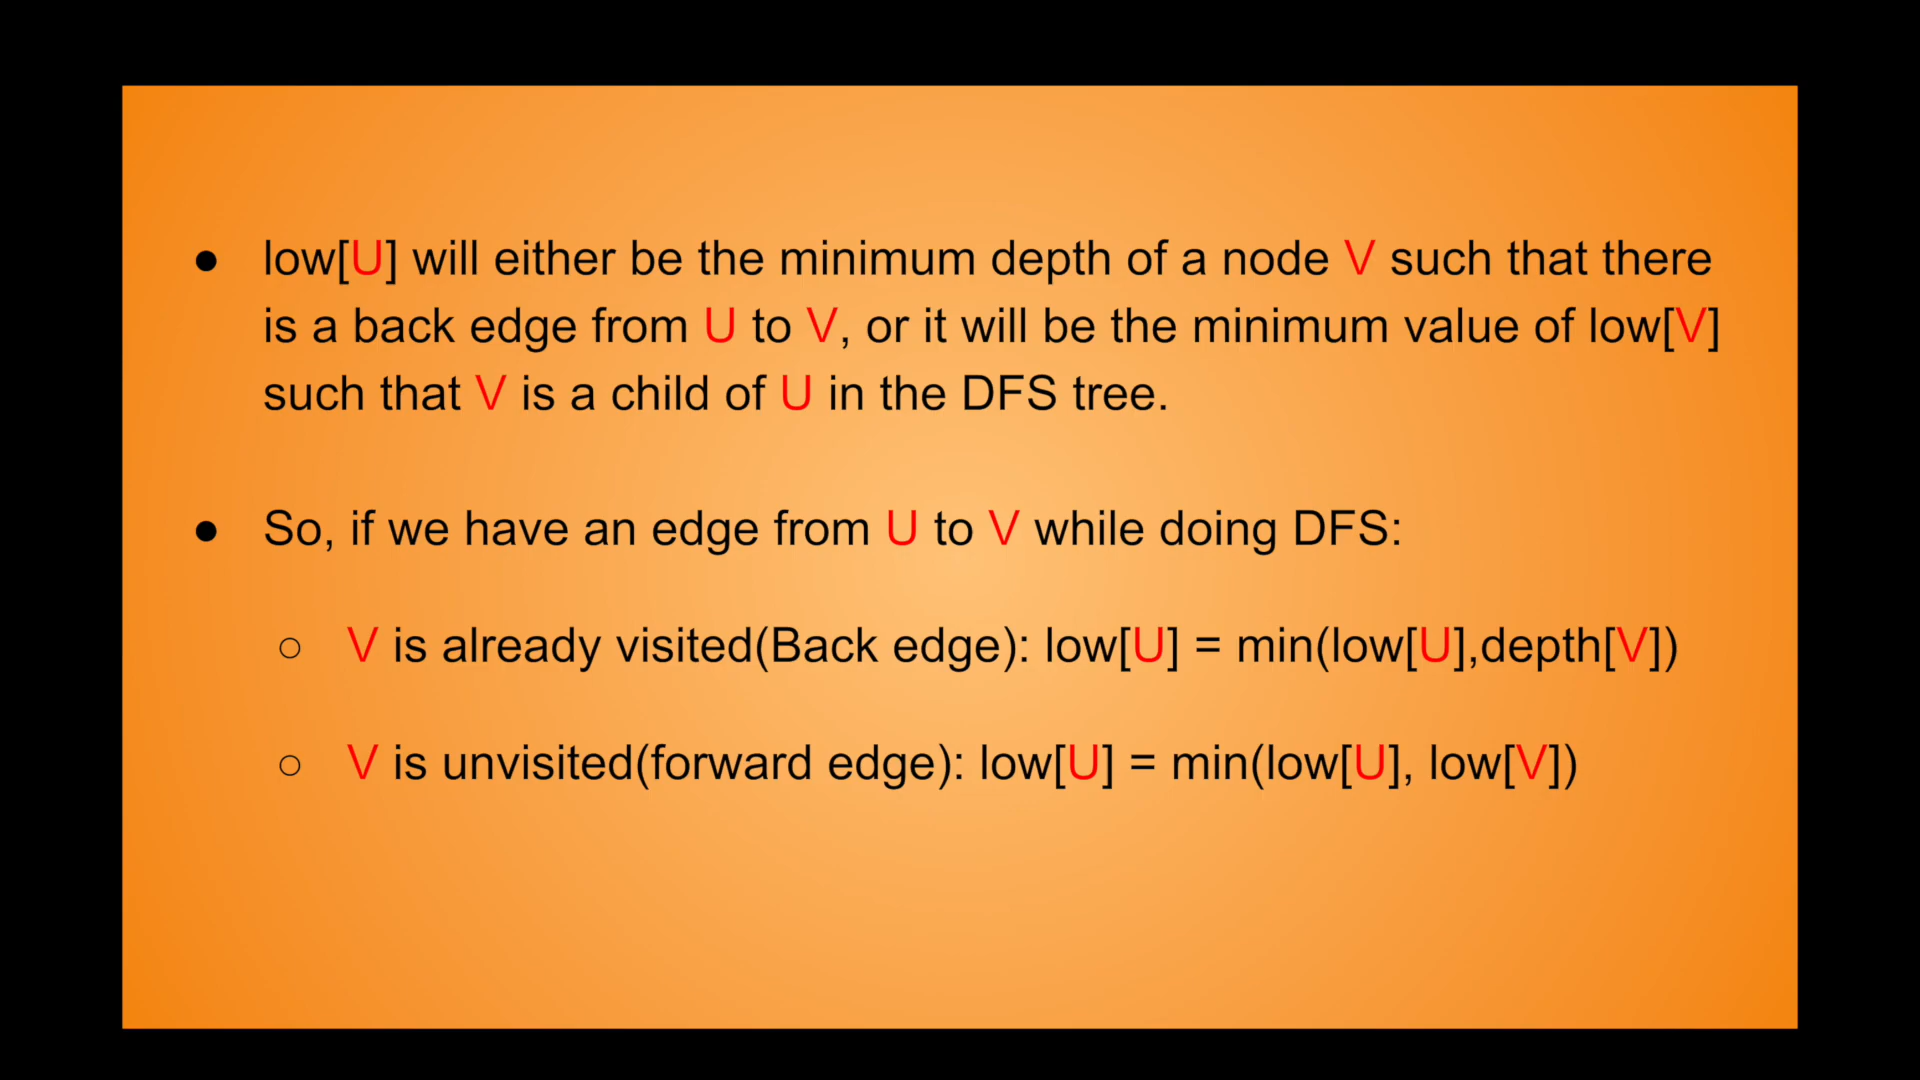 ● low[U] will either be the minimum depth of a node V such that there
is a back edge from U to V, or it will be the minimum value of low[V]
such that V is a child of U in the DFS tree.
● So, if we have an edge from U to V while doing DFS:
○ V is already visited(Back edge): low[U] = min(low[U],depth[V])
○ V is unvisited(forward edge): low[U] = min(low[U], low[V])